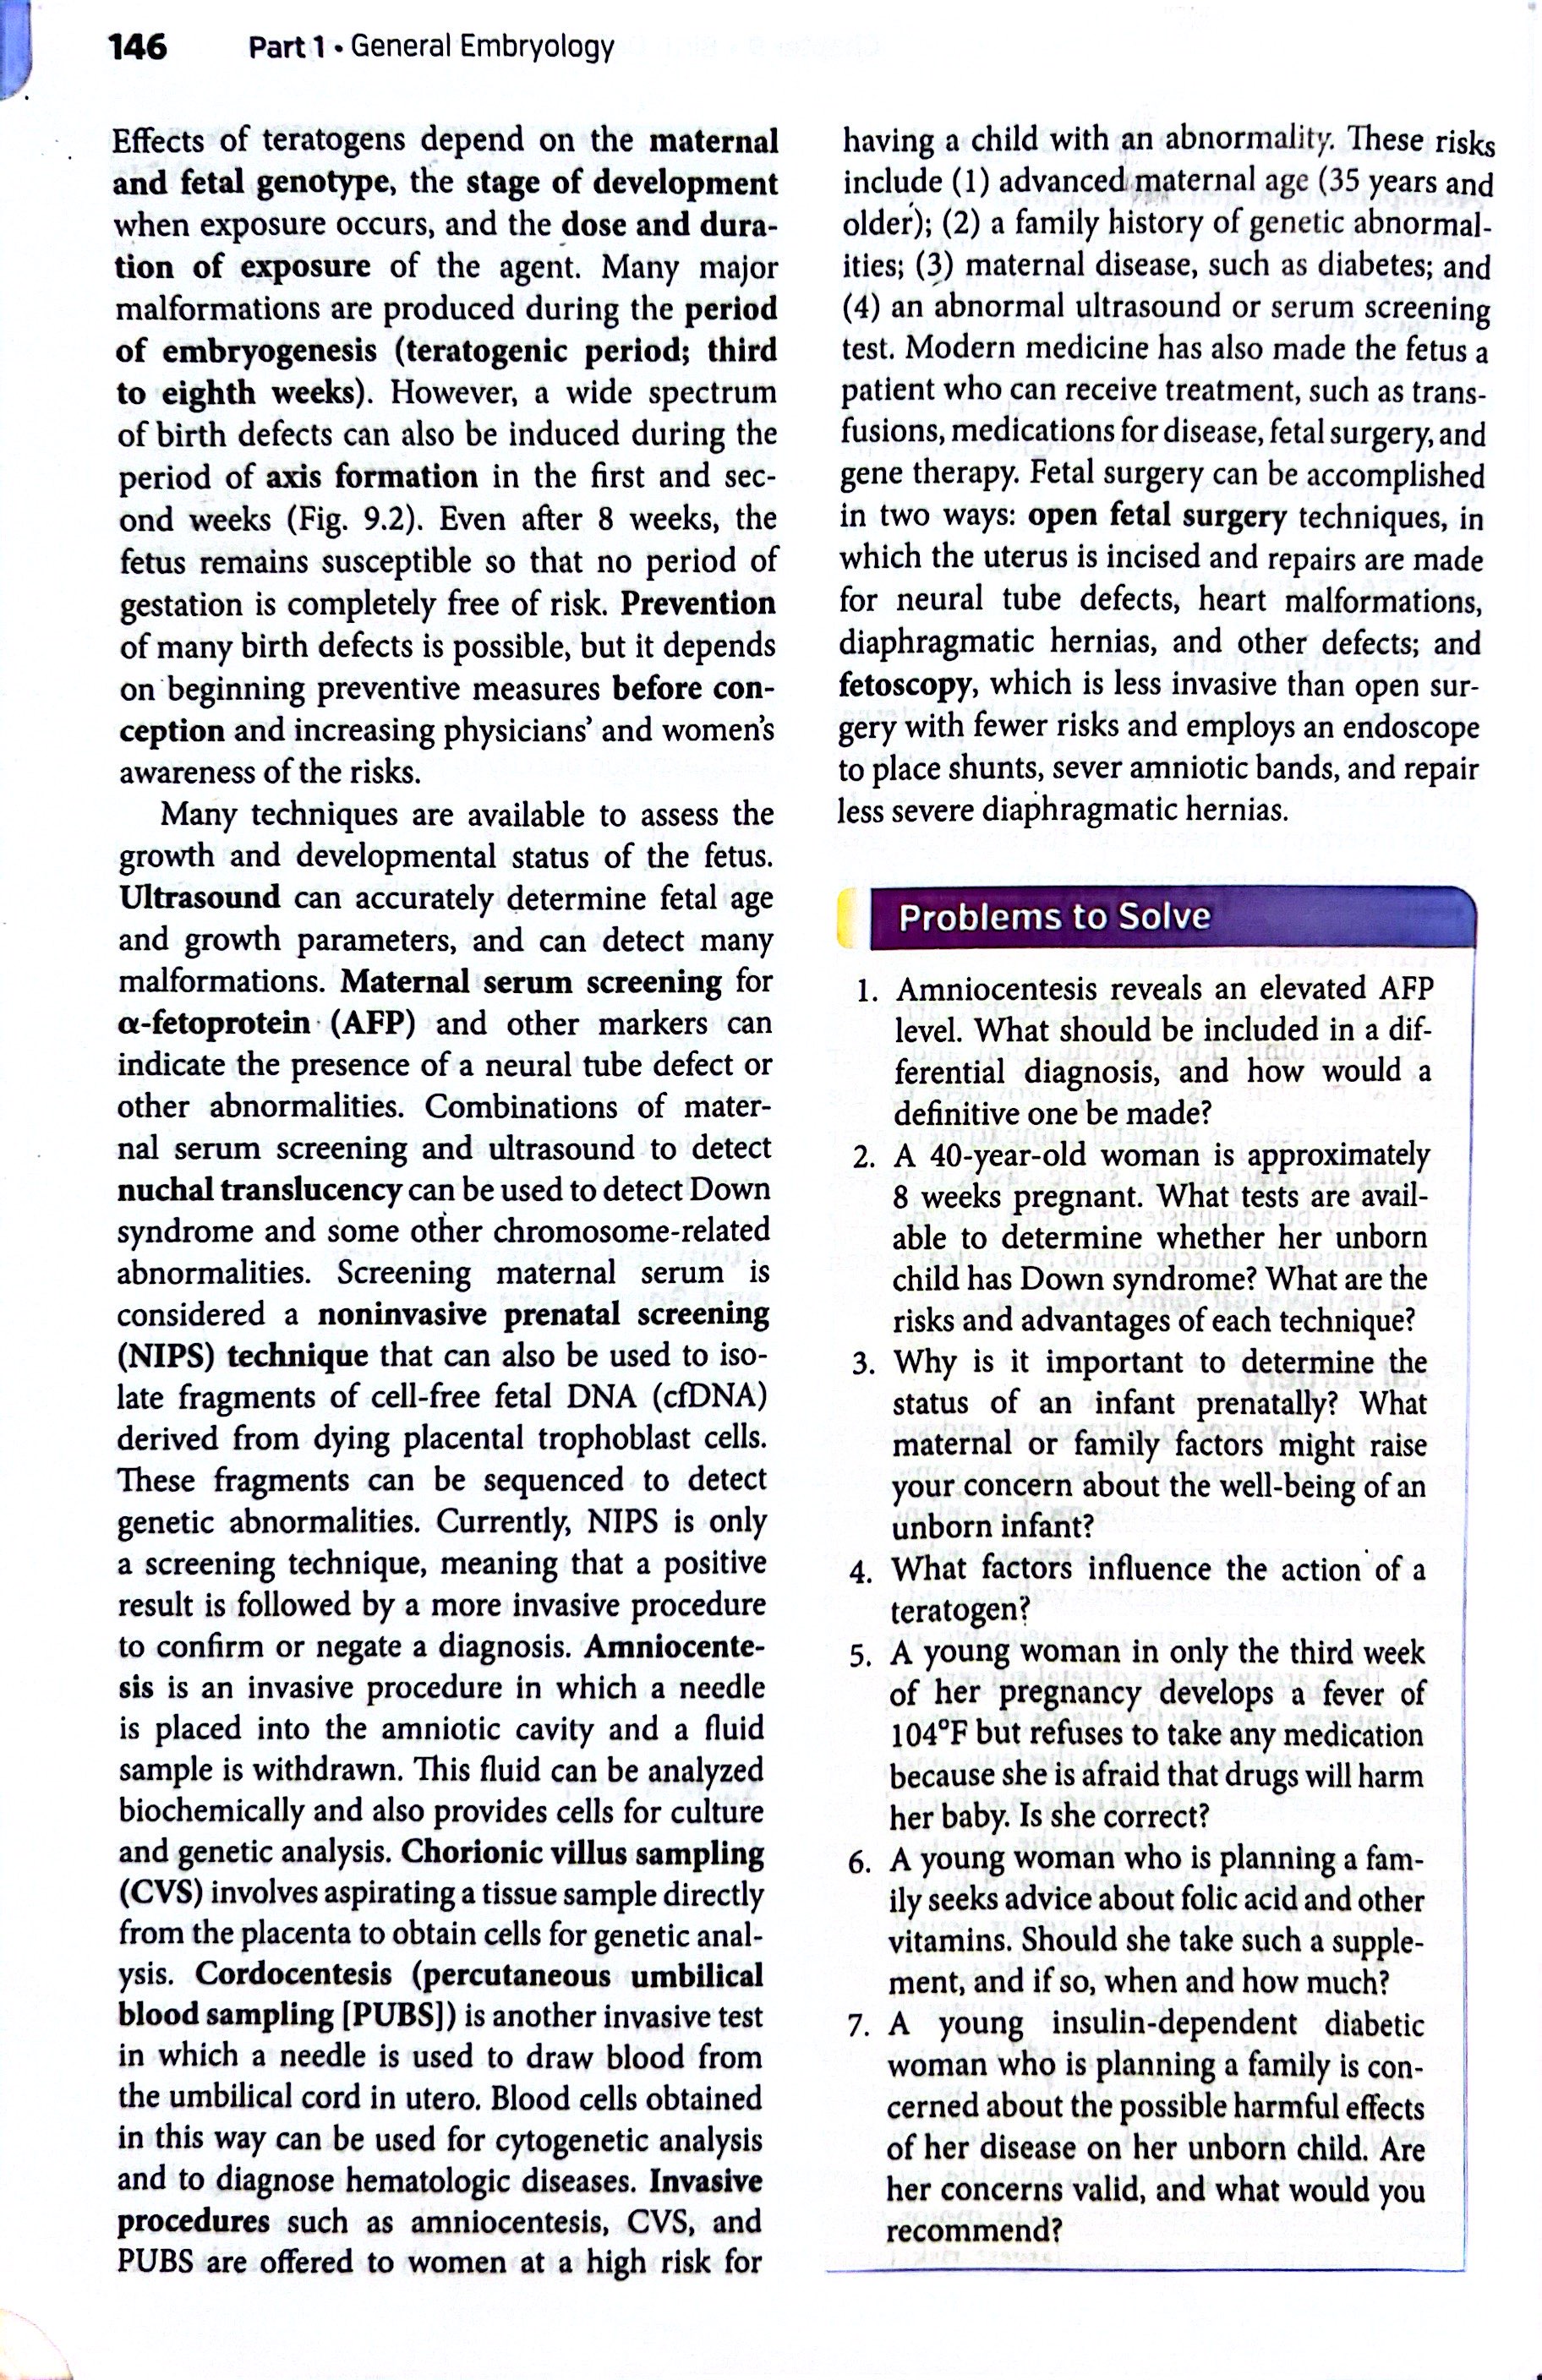 146 Part 1 • General Embryology
Effects of teratogens depend on the maternal
and fetal genotype, the stage of development
when exposure occurs, and the dose and dura-
tion of exposure of the agent. Many major
malformations are produced during the period
of embryogenesis (teratogenic period; third
to eighth weeks). However, a wide spectrum
of birth defects can also be induced during the
period of axis formation in the first and sec-
ond weeks (Fig. 9.2). Even after 8 weeks, the
fetus remains susceptible so that no period of
gestation is completely free of risk. Prevention
of many birth defects is possible, but it depends
on beginning preventive measures before con-
ception and increasing physicians' and women's
awareness of the risks.
Many techniques are available to assess the
growth and developmental status of the fetus.
Ultrasound can accurately determine fetal age
and growth parameters, and can detect many
malformations. Maternal serum screening for
α-fetoprotein (AFP) and other markers can
indicate the presence of a neural tube defect or
other abnormalities. Combinations of mater-
nal serum screening and ultrasound to detect
nuchal translucency can be used to detect Down
syndrome and some other chromosome-related
abnormalities. Screening maternal serum is
considered a noninvasive prenatal screening
(NIPS) technique that can also be used to iso-
late fragments of cell-free fetal DNA (cfDNA)
derived from dying placental trophoblast cells.
These fragments can be sequenced to detect
genetic abnormalities. Currently, NIPS is only
a screening technique, meaning that a positive
result is followed by a more invasive procedure
to confirm or negate a diagnosis. Amniocente-
sis is an invasive procedure in which a needle
is placed into the amniotic cavity and a fluid
sample is withdrawn. This fluid can be analyzed
biochemically and also provides cells for culture
and genetic analysis. Chorionic villus sampling
(CVS) involves aspirating a tissue sample directly
from the placenta to obtain cells for genetic anal-
ysis. Cordocentesis (percutaneous umbilical
blood sampling [PUBS]) is another invasive test
in which a needle is used to draw blood from
the umbilical cord in utero. Blood cells obtained
in this way can be used for cytogenetic analysis
and to diagnose hematologic diseases. Invasive
procedures such as amniocentesis, CVS, and
PUBS are offered to women at a high risk for
having a child with an abnormality. These risks
include (1) advanced maternal age (35 years and
older); (2) a family history of genetic abnormal-
ities; (3) maternal disease, such as diabetes; and
(4) an abnormal ultrasound or serum screening
test. Modern medicine has also made the fetus a
patient who can receive treatment, such as trans-
fusions, medications for disease, fetal surgery, and
gene therapy. Fetal surgery can be accomplished
in two ways: open fetal surgery techniques, in
which the uterus is incised and repairs are made
for neural tube defects, heart malformations,
diaphragmatic hernias, and other defects; and
fetoscopy, which is less invasive than open sur-
gery with fewer risks and employs an endoscope
to place shunts, sever amniotic bands, and repair
less severe diaphragmatic hernias.
Problems to Solve
1. Amniocentesis reveals an elevated AFP
level. What should be included in a dif-
ferential diagnosis, and how would a
definitive one be made?
2. A 40-year-old woman is approximately
8 weeks pregnant. What tests are avail-
able to determine whether her unborn
child has Down syndrome? What are the
risks and advantages of each technique?
3. Why is it important to determine the
status of an infant prenatally? What
maternal or family factors might raise
your concern about the well-being of an
unborn infant?
4. What factors influence the action of a
teratogen?
5. A young woman in only the third week
of her pregnancy develops a fever of
104°F but refuses to take any medication
because she is afraid that drugs will harm
her baby. Is she correct?
6. A young woman who is planning a fam-
ily seeks advice about folic acid and other
vitamins. Should she take such a supple-
ment, and if so, when and how much?
7. A young insulin-dependent diabetic
woman who is planning a family is con-
cerned about the possible harmful effects
of her disease on her unborn child. Are
her concerns valid, and what would you
recommend?